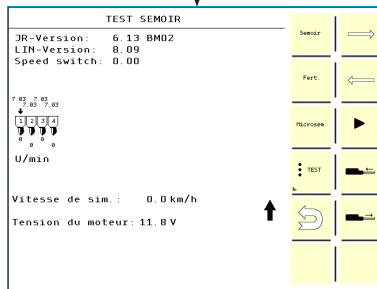 TEST SEMOIR
JR-Version: 6.13 BM02
LIN-Version: 8.09
Speed switch: 0.00
7.03 7.03
7.03 7.03
1 2 3 4
0 0
0 0
U/min
Vitesse de sim.: 0.0 km/h
Tension du moteur: 11.8 V
Semoir
Fert.
Microsem
TEST